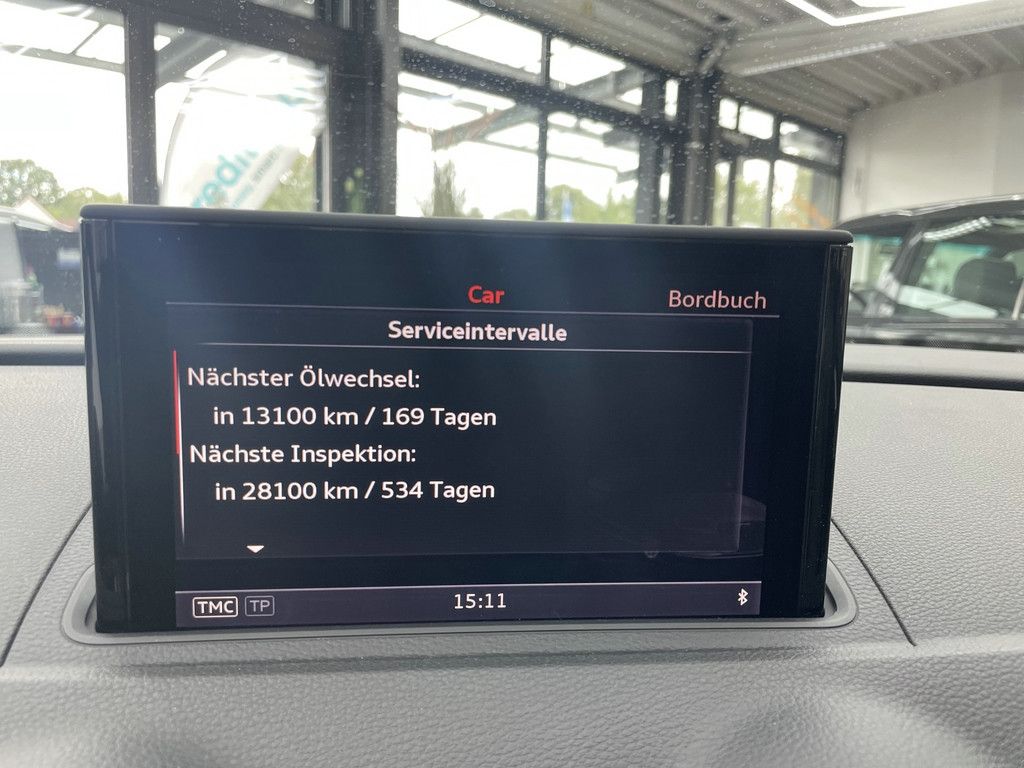 Car
Bordbuch
Serviceintervalle
Nächster Ölwechsel:
in 13100 km / 169 Tagen
Nächste Inspektion:
in 28100 km / 534 Tagen
TMC TP 15:11